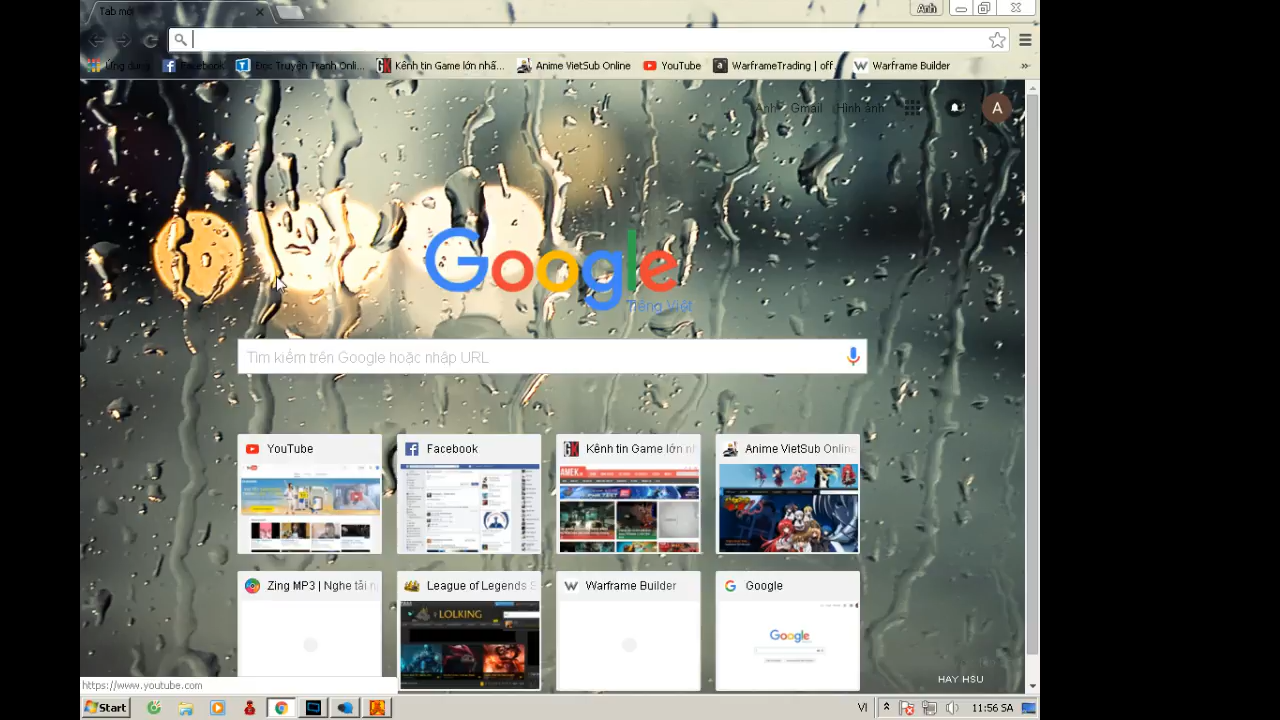 Tab mới
Anh
Ứng dụng
Facebook
Đọc Truyện Tranh Onli...
Kênh tin Game lớn nhấ...
Anime VietSub Online
YouTube
WarframeTrading | off...
Warframe Builder
»
Anh
Gmail
Hình ảnh
A
Google
Tiếng Việt
Tìm kiếm trên Google hoặc nhập URL
YouTube
Facebook
Kênh tin Game lớn nh
Anime VietSub Online
Zing MP3 | Nghe tải n
League of Legends S
Warframe Builder
Google
LOLKING
Google
HAY HSU
https://www.youtube.com
Start
VI
11:56 SA